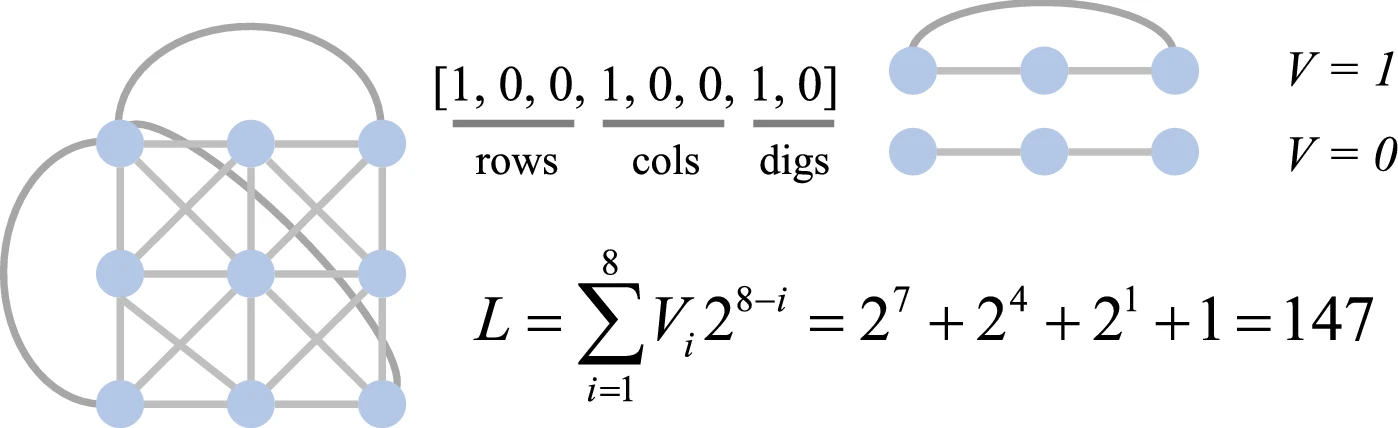 [1, 0, 0, 1, 0, 0, 1, 0]
rows cols digs
V = 1
V = 0
L = \sum_{i=1}^{8} V_i 2^{8-i} = 2^7 + 2^4 + 2^1 + 1 = 147